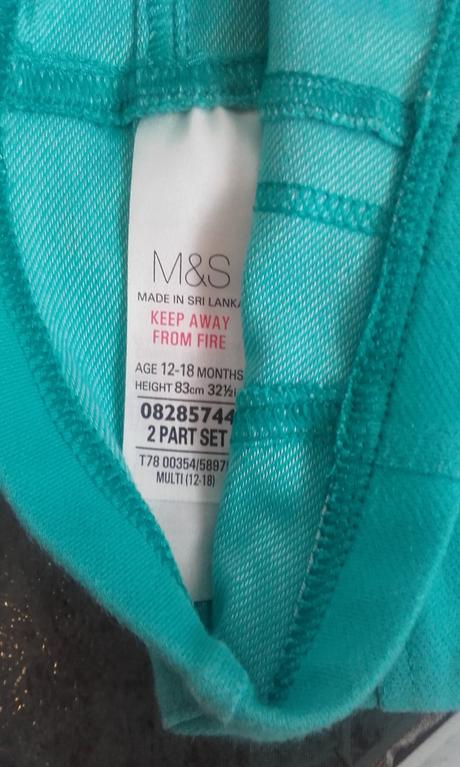 M&S
MADE IN SRI LANKA
KEEP AWAY
FROM FIRE
AGE 12-18 MONTHS
HEIGHT 83cm 32½i
08285744
2 PART SET
T78 00354/5897
MULTI (12-18)